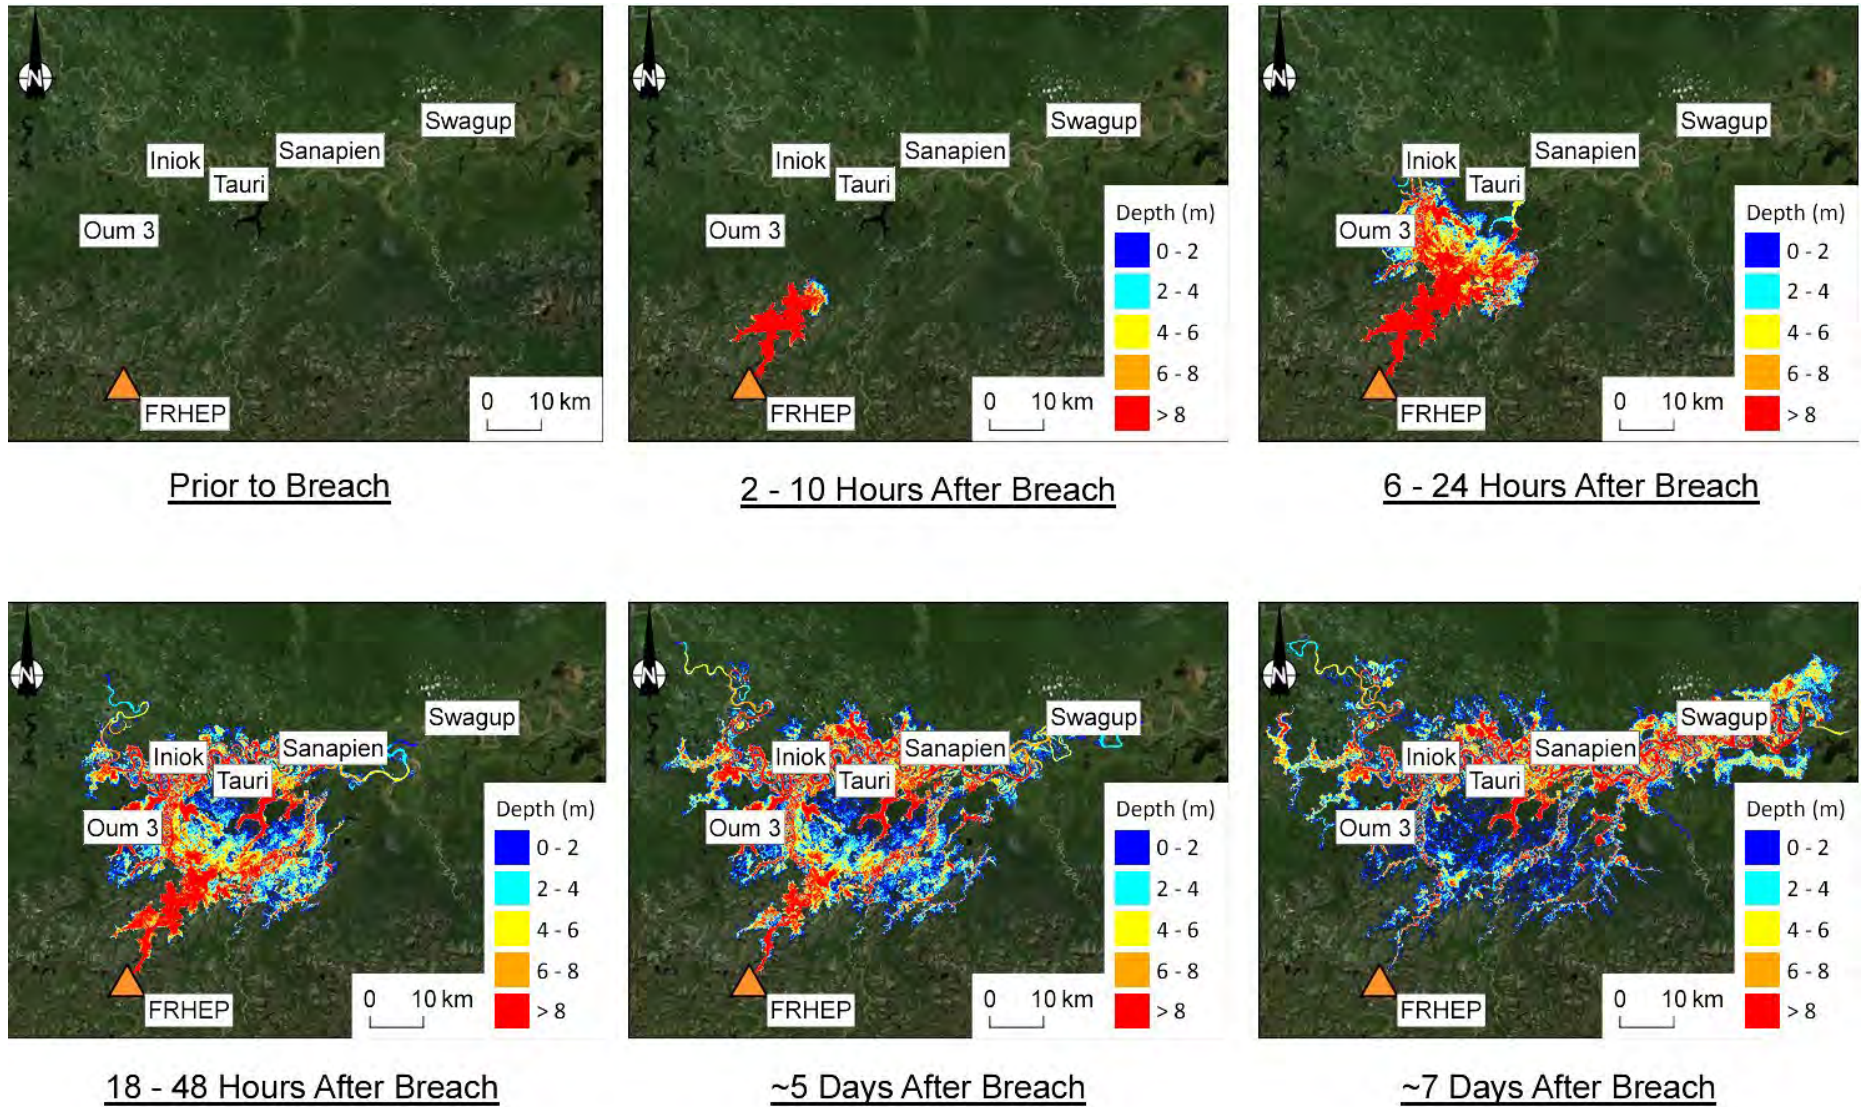 N
Swagup
Sanapien
Iniok
Tauri
Oum 3
FRHEP
0 10 km
Prior to Breach
N
Swagup
Sanapien
Iniok
Tauri
Oum 3
Depth (m)
0 - 2
2 - 4
4 - 6
6 - 8
> 8
FRHEP
0 10 km
2 - 10 Hours After Breach
N
Swagup
Sanapien
Iniok
Tauri
Oum 3
Depth (m)
0 - 2
2 - 4
4 - 6
6 - 8
> 8
FRHEP
0 10 km
6 - 24 Hours After Breach
N
Swagup
Sanapien
Iniok
Tauri
Oum 3
Depth (m)
0 - 2
2 - 4
4 - 6
6 - 8
> 8
FRHEP
0 10 km
18 - 48 Hours After Breach
N
Swagup
Sanapien
Iniok
Tauri
Oum 3
Depth (m)
0 - 2
2 - 4
4 - 6
6 - 8
> 8
FRHEP
0 10 km
~5 Days After Breach
N
Swagup
Sanapien
Iniok
Tauri
Oum 3
Depth (m)
0 - 2
2 - 4
4 - 6
6 - 8
> 8
FRHEP
0 10 km
~7 Days After Breach